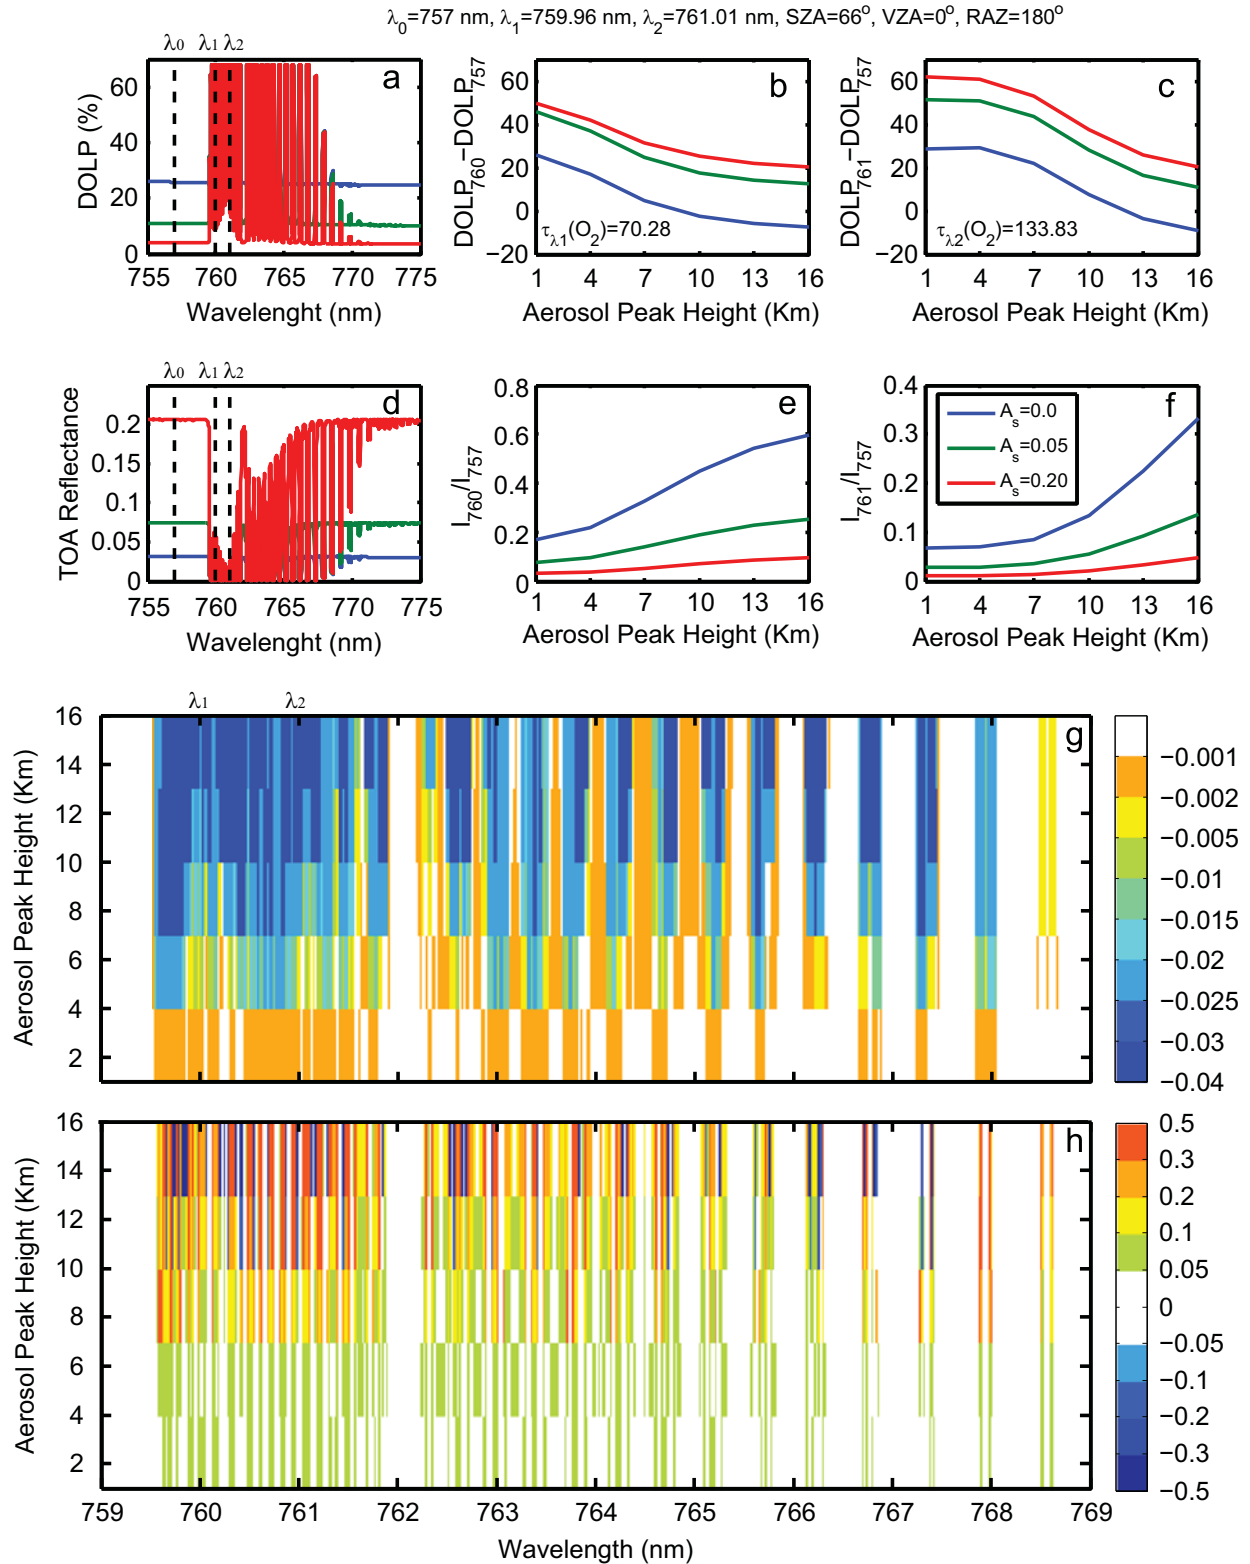 λ0=757 nm, λ1=759.96 nm, λ2=761.01 nm, SZA=66o, VZA=0o, RAZ=180o
λ0 λ1 λ2
a
DOLP (%)
60
40
20
0
755 760 765 770 775
Wavelenght (nm)
b
DOLP760−DOLP757
60
40
20
0
−20
τλ1(O2)=70.28
1 4 7 10 13 16
Aerosol Peak Height (Km)
c
DOLP761−DOLP757
60
40
20
0
−20
τλ2(O2)=133.83
1 4 7 10 13 16
Aerosol Peak Height (Km)
λ0 λ1 λ2
d
TOA Reflectance
0.2
0.15
0.1
0.05
0
755 760 765 770 775
Wavelenght (nm)
e
I760/I757
0.8
0.6
0.4
0.2
0
1 4 7 10 13 16
Aerosol Peak Height (Km)
f
I761/I757
0.4
0.3
0.2
0.1
0
As=0.0
As=0.05
As=0.20
1 4 7 10 13 16
Aerosol Peak Height (Km)
λ1 λ2
g
Aerosol Peak Height (Km)
16
14
12
10
8
6
4
2
−0.001
−0.002
−0.005
−0.01
−0.015
−0.02
−0.025
−0.03
−0.04
h
Aerosol Peak Height (Km)
16
14
12
10
8
6
4
2
759 760 761 762 763 764 765 766 767 768 769
Wavelength (nm)
0.5
0.3
0.2
0.1
0.05
0
−0.05
−0.1
−0.2
−0.3
−0.5